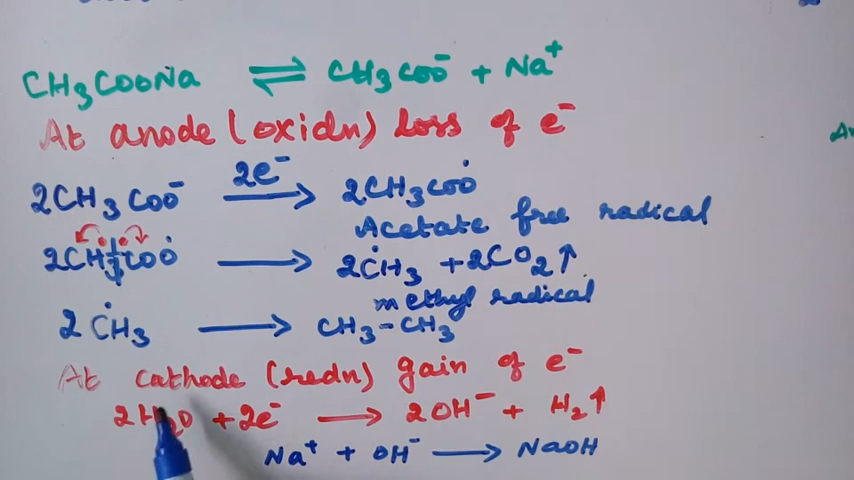 CH₃COONa ⇌ CH₃COO⁻ + Na⁺
At anode (oxidn) loss of e⁻
2CH₃COO⁻ 2e⁻ → 2CH₃COȮ
Acetate free radical
2CH₃COȮ → 2ĊH₃ + 2CO₂↑
methyl radical
2ĊH₃ → CH₃-CH₃
At cathode (redn) gain of e⁻
2H₂O + 2e⁻ → 2OH⁻ + H₂↑
Na⁺ + OH⁻ → NaOH